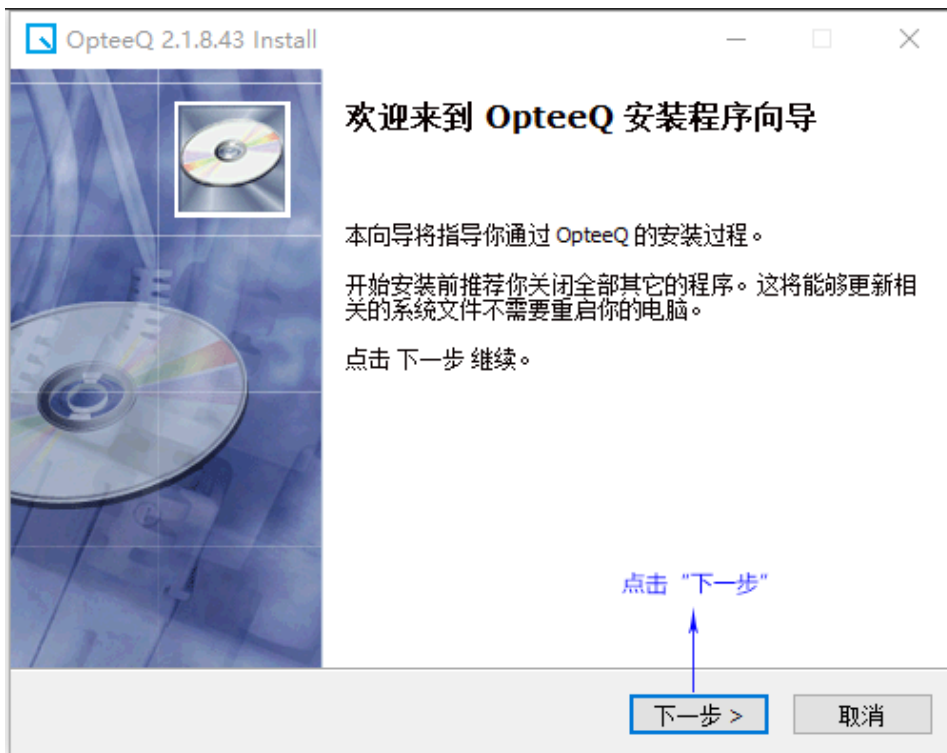 OpteeQ 2.1.8.43 Install
欢迎来到 OpteeQ 安装程序向导
本向导将指导你通过 OpteeQ 的安装过程。
开始安装前推荐你关闭全部其它的程序。这将能够更新相
关的系统文件不需要重启你的电脑。
点击 下一步 继续。
点击 “下一步”
下一步 >
取消